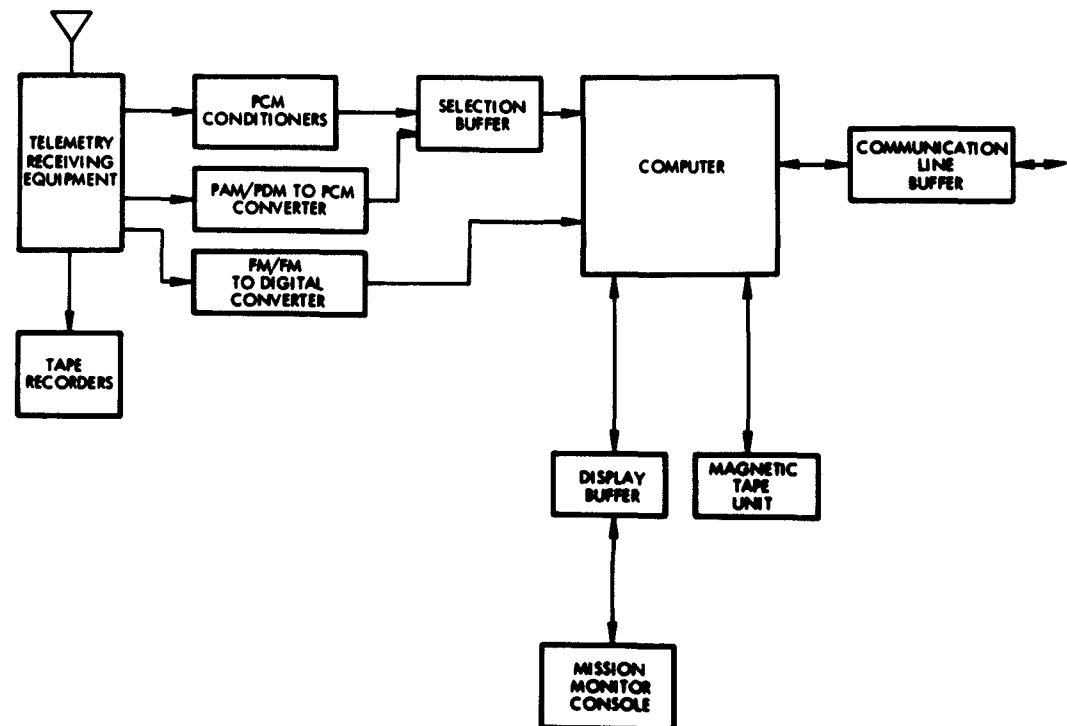 TELEMETRY
RECEIVING
EQUIPMENT
PCM
CONDITIONERS
SELECTION
BUFFER
PAM/PDM TO PCM
CONVERTER
FM/FM
TO DIGITAL
CONVERTER
TAPE
RECORDERS
COMPUTER
COMMUNICATION
LINE
BUFFER
DISPLAY
BUFFER
MAGNETIC
TAPE
UNIT
MISSION
MONITOR
CONSOLE